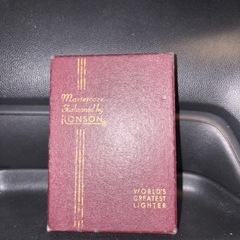 Masterpiece
Fashioned by
RONSON
WORLD'S
GREATEST
LIGHTER